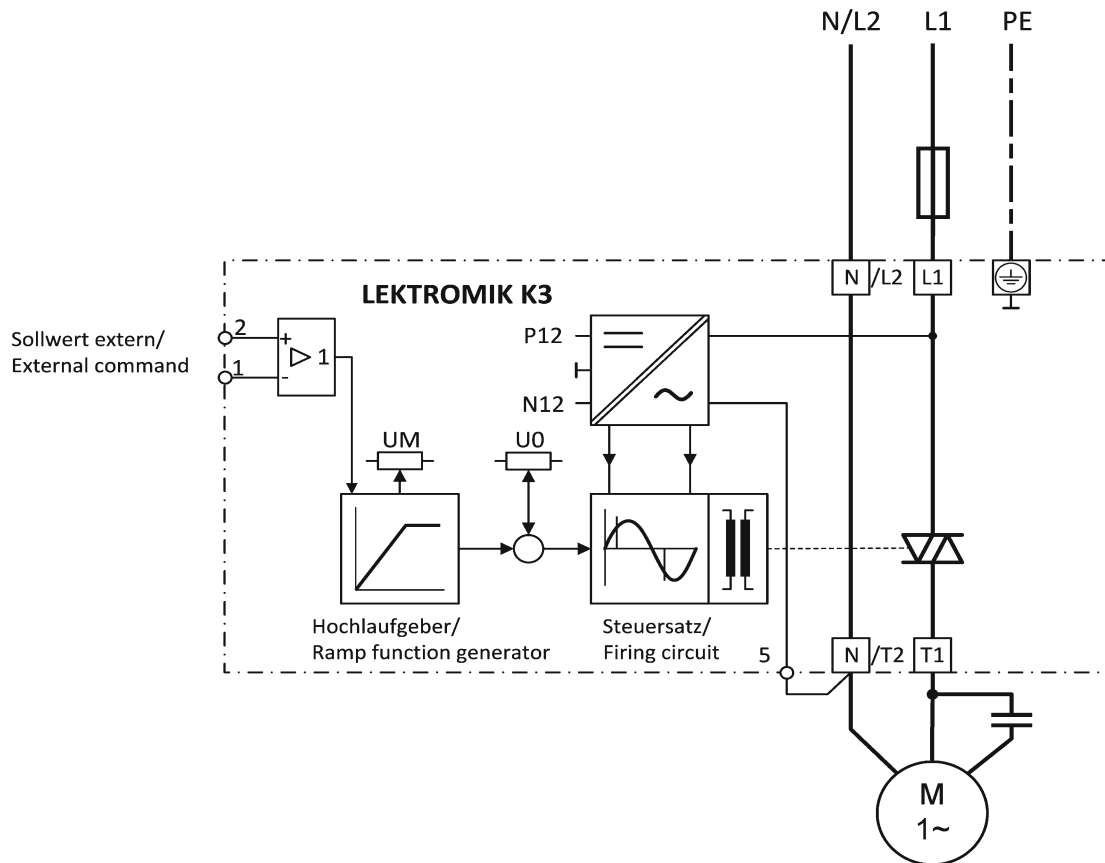 N/L2 L1 PE
N /L2 L1
LEKTROMIK K3
Sollwert extern/
External command
2
+
1
1
-
P12
N12
UM
U0
Hochlaufgeber/
Ramp function generator
Steuersatz/
Firing circuit
5
N /T2 T1
M
1~